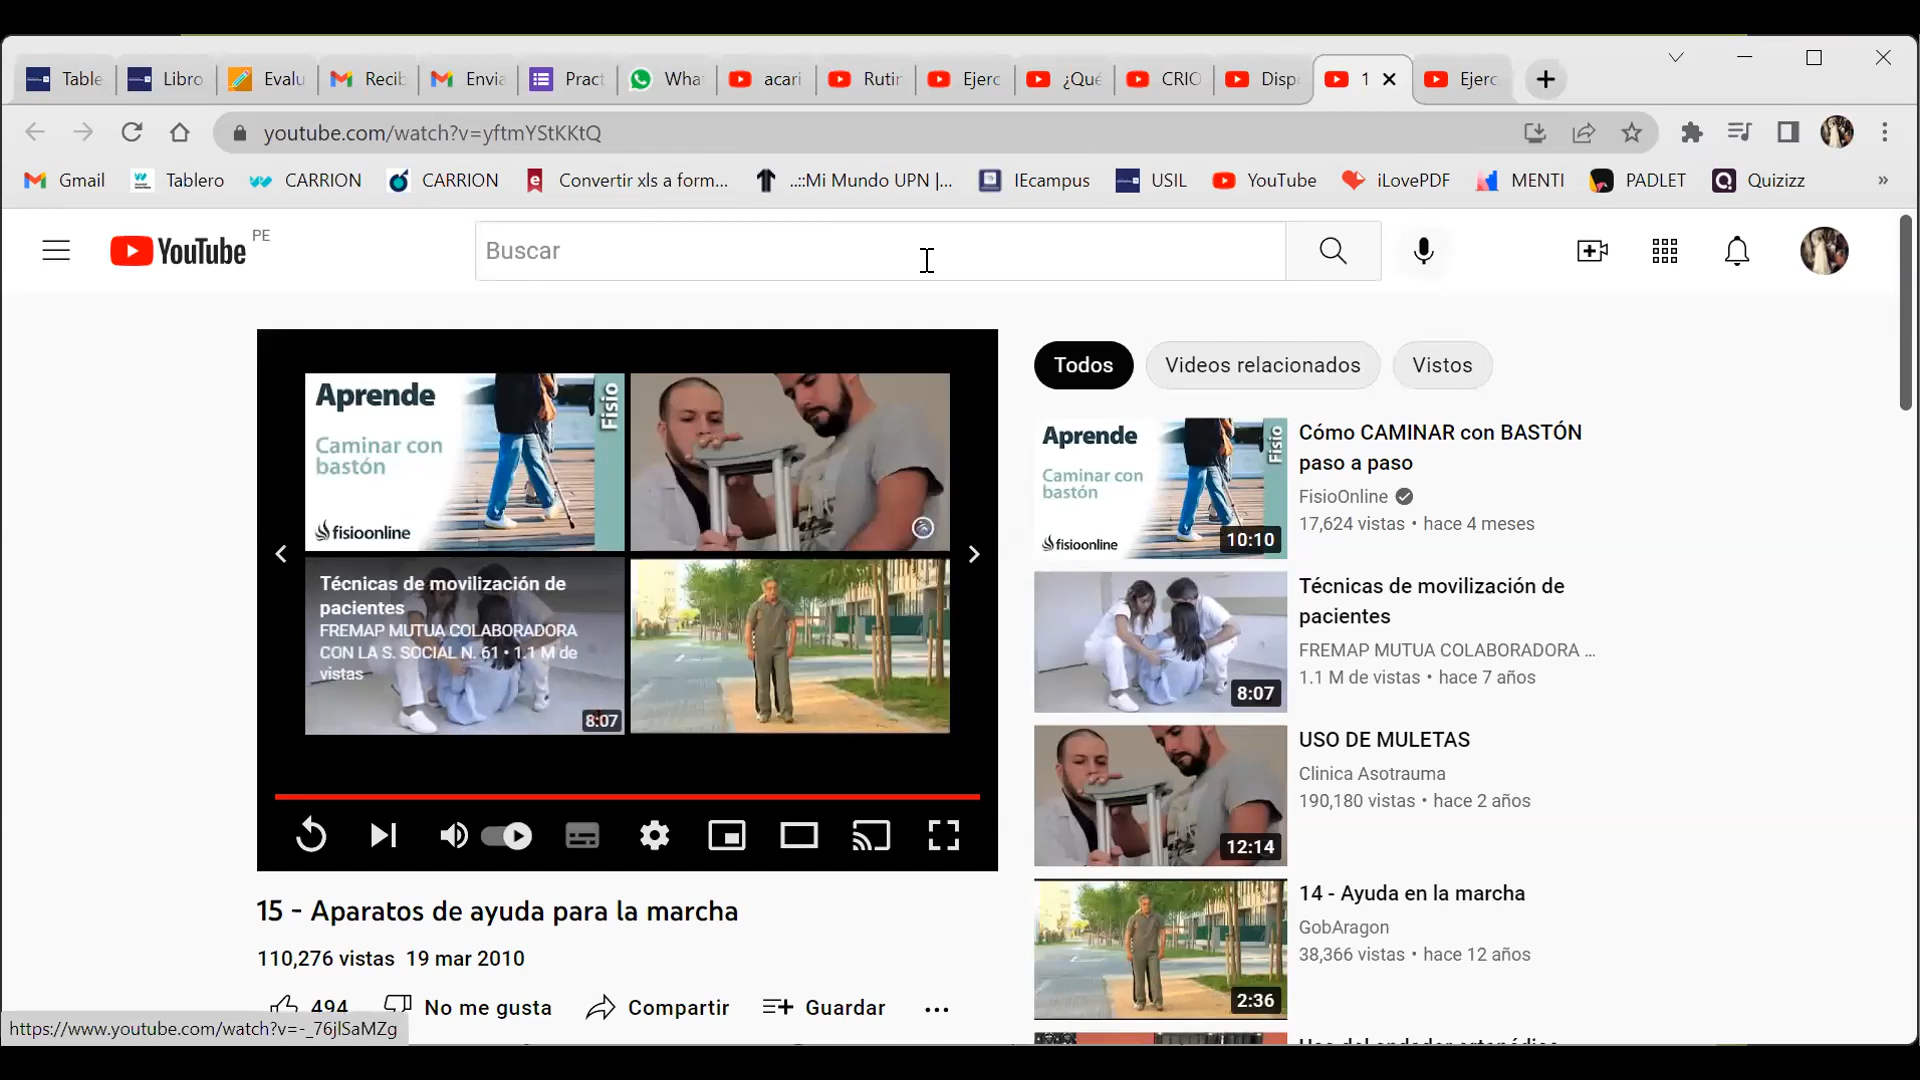 Table
Libro
Evalu
Recib
Envia
Pract
What
acari
Rutin
Ejerc
¿Qué
CRIO
Disp
1
Ejerc
youtube.com/watch?v=yftmYStKKtQ
Gmail
Tablero
CARRION
CARRION
Convertir xls a form...
..::Mi Mundo UPN |...
IEcampus
USIL
YouTube
iLovePDF
MENTI
PADLET
Quizizz
»
YouTube PE
Buscar
Aprende
Caminar con
bastón
Fisio
fisioonline
Técnicas de movilización de
pacientes
FREMAP MUTUA COLABORADORA
CON LA S. SOCIAL N. 61 • 1.1 M de
vistas
8:07
15 - Aparatos de ayuda para la marcha
110,276 vistas 19 mar 2010
494
No me gusta
Compartir
Guardar
...
https://www.youtube.com/watch?v=-_76jlSaMZg
Todos
Videos relacionados
Vistos
Aprende
Caminar con
bastón
Fisio
fisioonline
10:10
Cómo CAMINAR con BASTÓN
paso a paso
FisioOnline
17,624 vistas • hace 4 meses
8:07
Técnicas de movilización de
pacientes
FREMAP MUTUA COLABORADORA ...
1.1 M de vistas • hace 7 años
12:14
USO DE MULETAS
Clinica Asotrauma
190,180 vistas • hace 2 años
2:36
14 - Ayuda en la marcha
GobAragon
38,366 vistas • hace 12 años